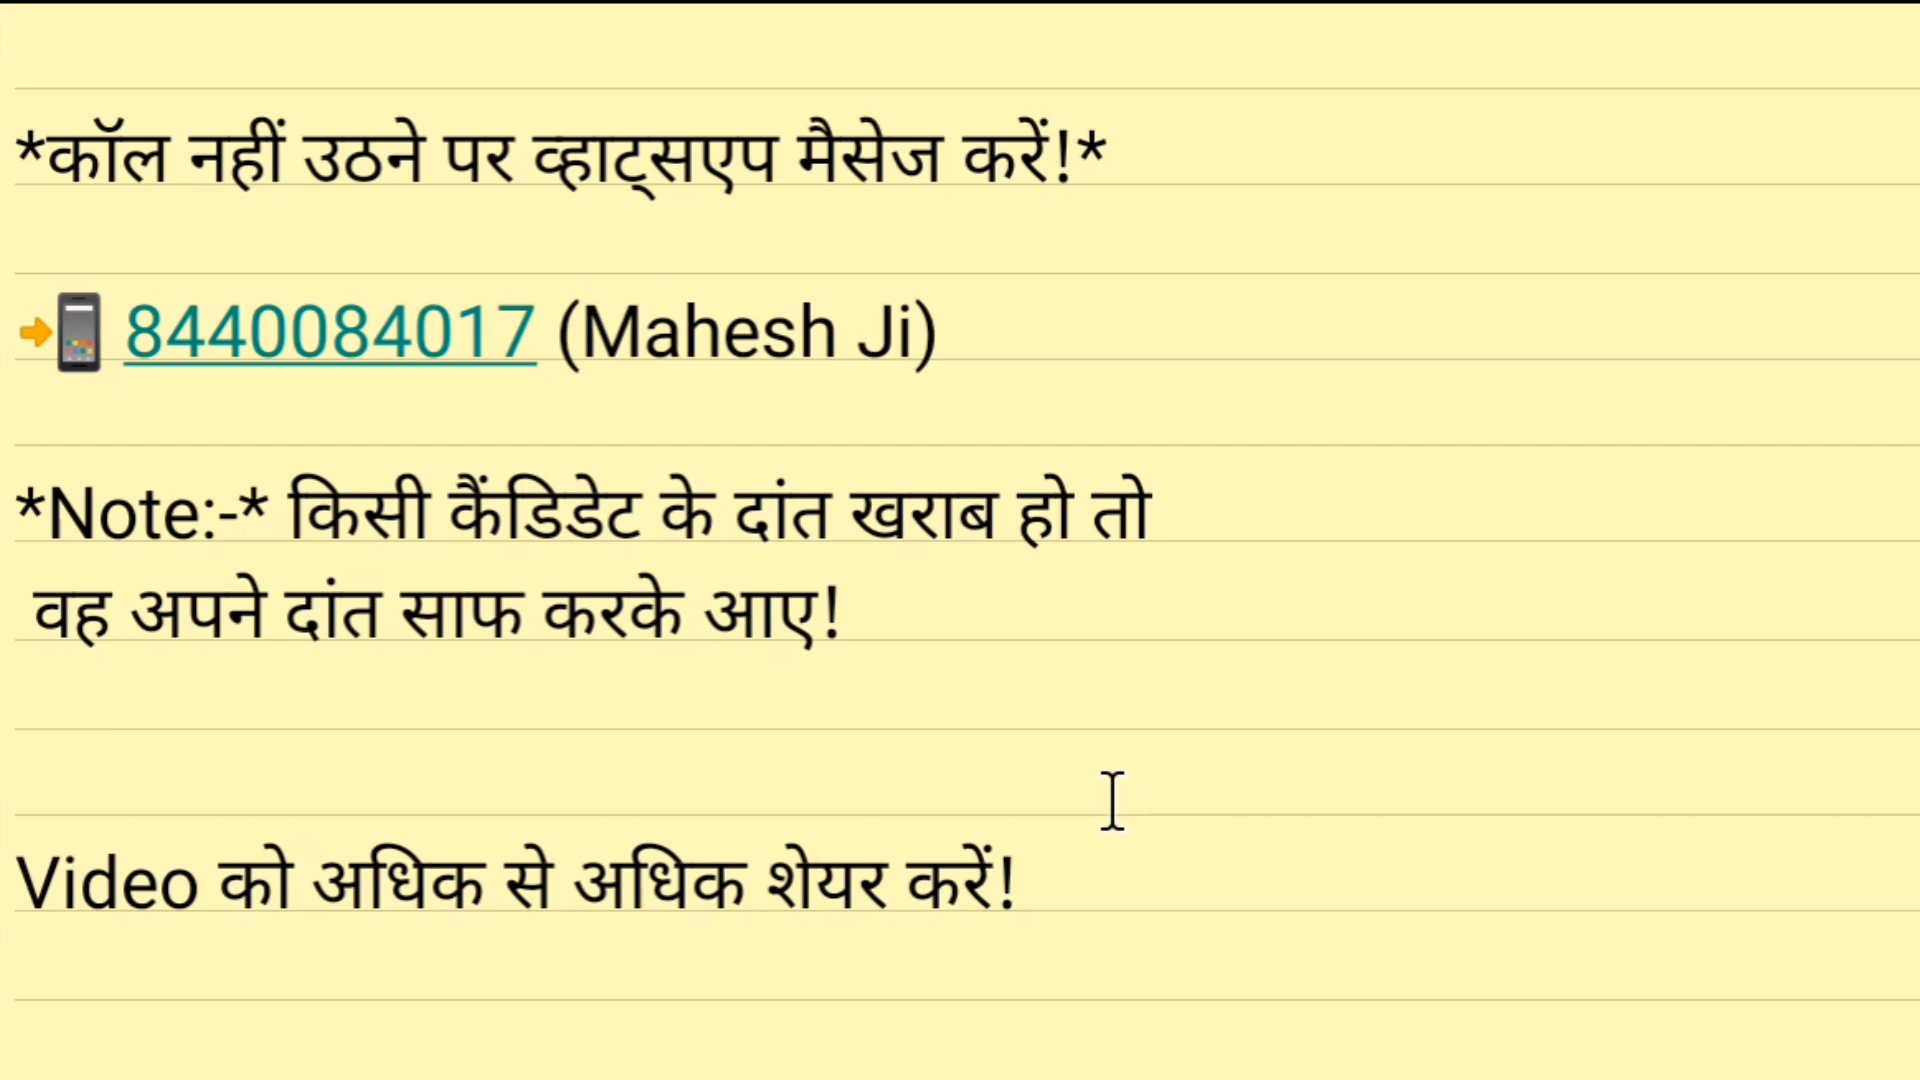 *कॉल नहीं उठने पर व्हाट्सएप मैसेज करें!*
8440084017 (Mahesh Ji)
*Note:-* किसी कैंडिडेट के दांत खराब हो तो
वह अपने दांत साफ करके आए!
Video को अधिक से अधिक शेयर करें!